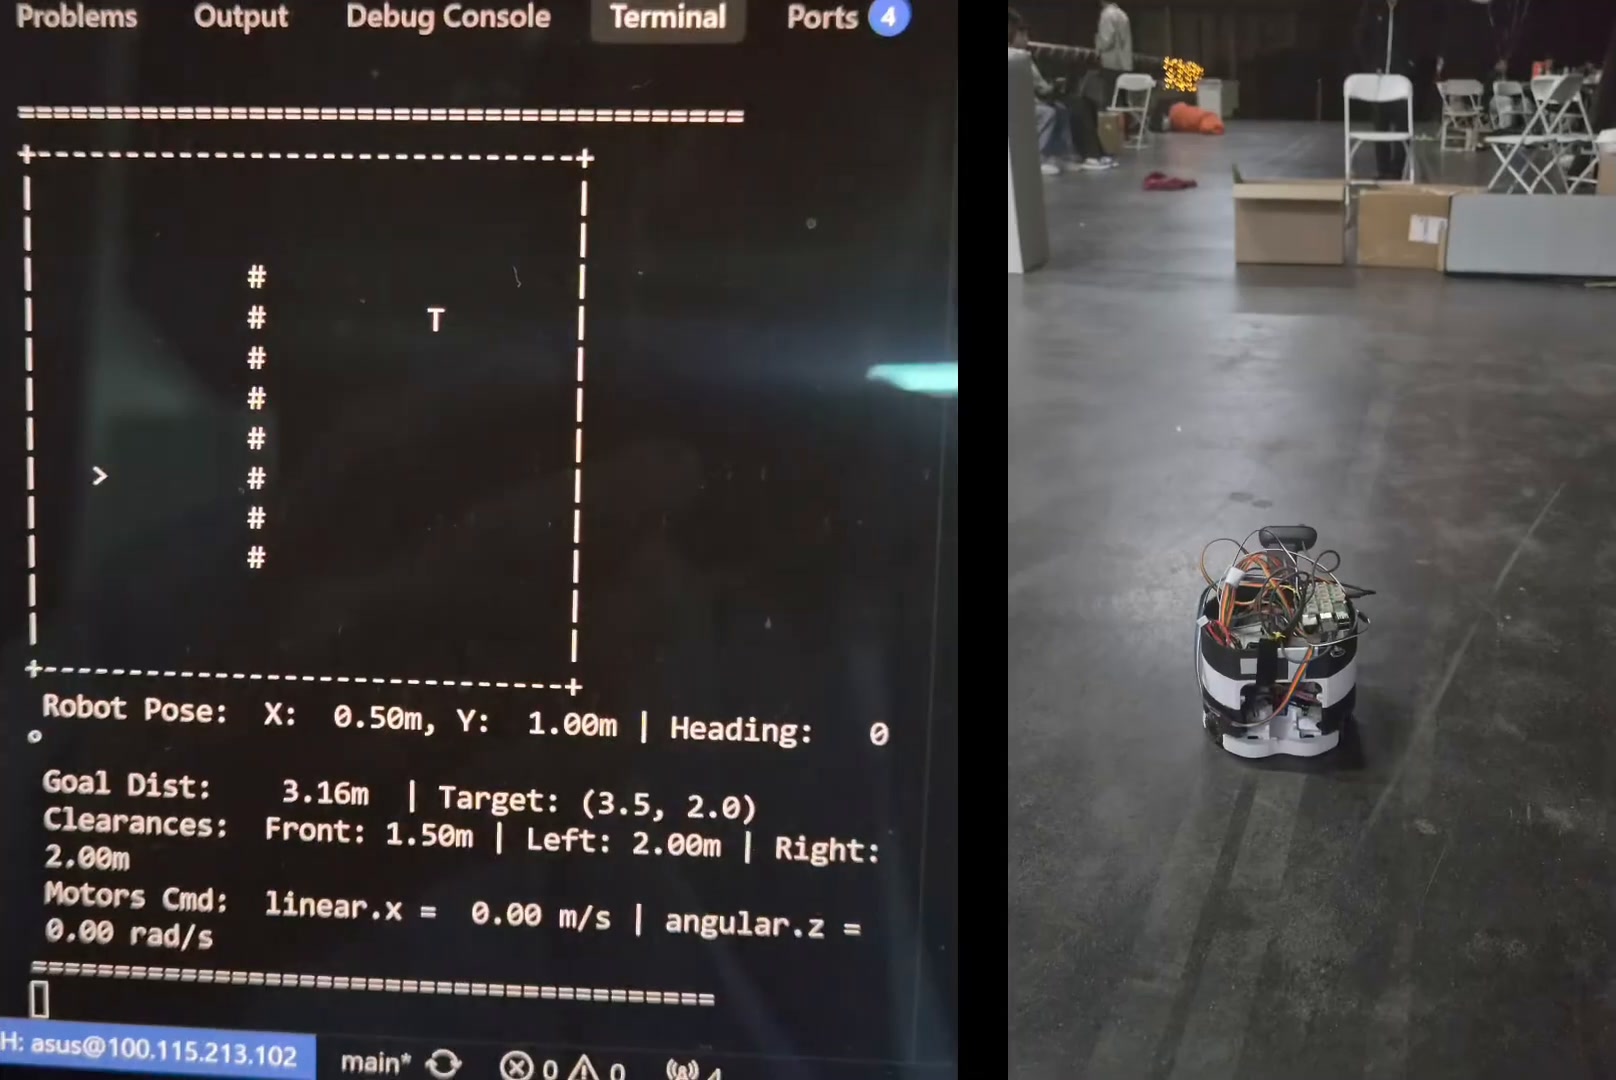 Problems Output Debug Console Terminal Ports 4
==================================================
+------------------------------+
#
# T
#
#
#
> #
#
#
+------------------------------+
Robot Pose: X: 0.50m, Y: 1.00m | Heading: 0
°
Goal Dist: 3.16m | Target: (3.5, 2.0)
Clearances: Front: 1.50m | Left: 2.00m | Right:
2.00m
Motors Cmd: linear.x = 0.00 m/s | angular.z =
0.00 rad/s
==================================================
H: asus@100.115.213.102 main* 0 0 4